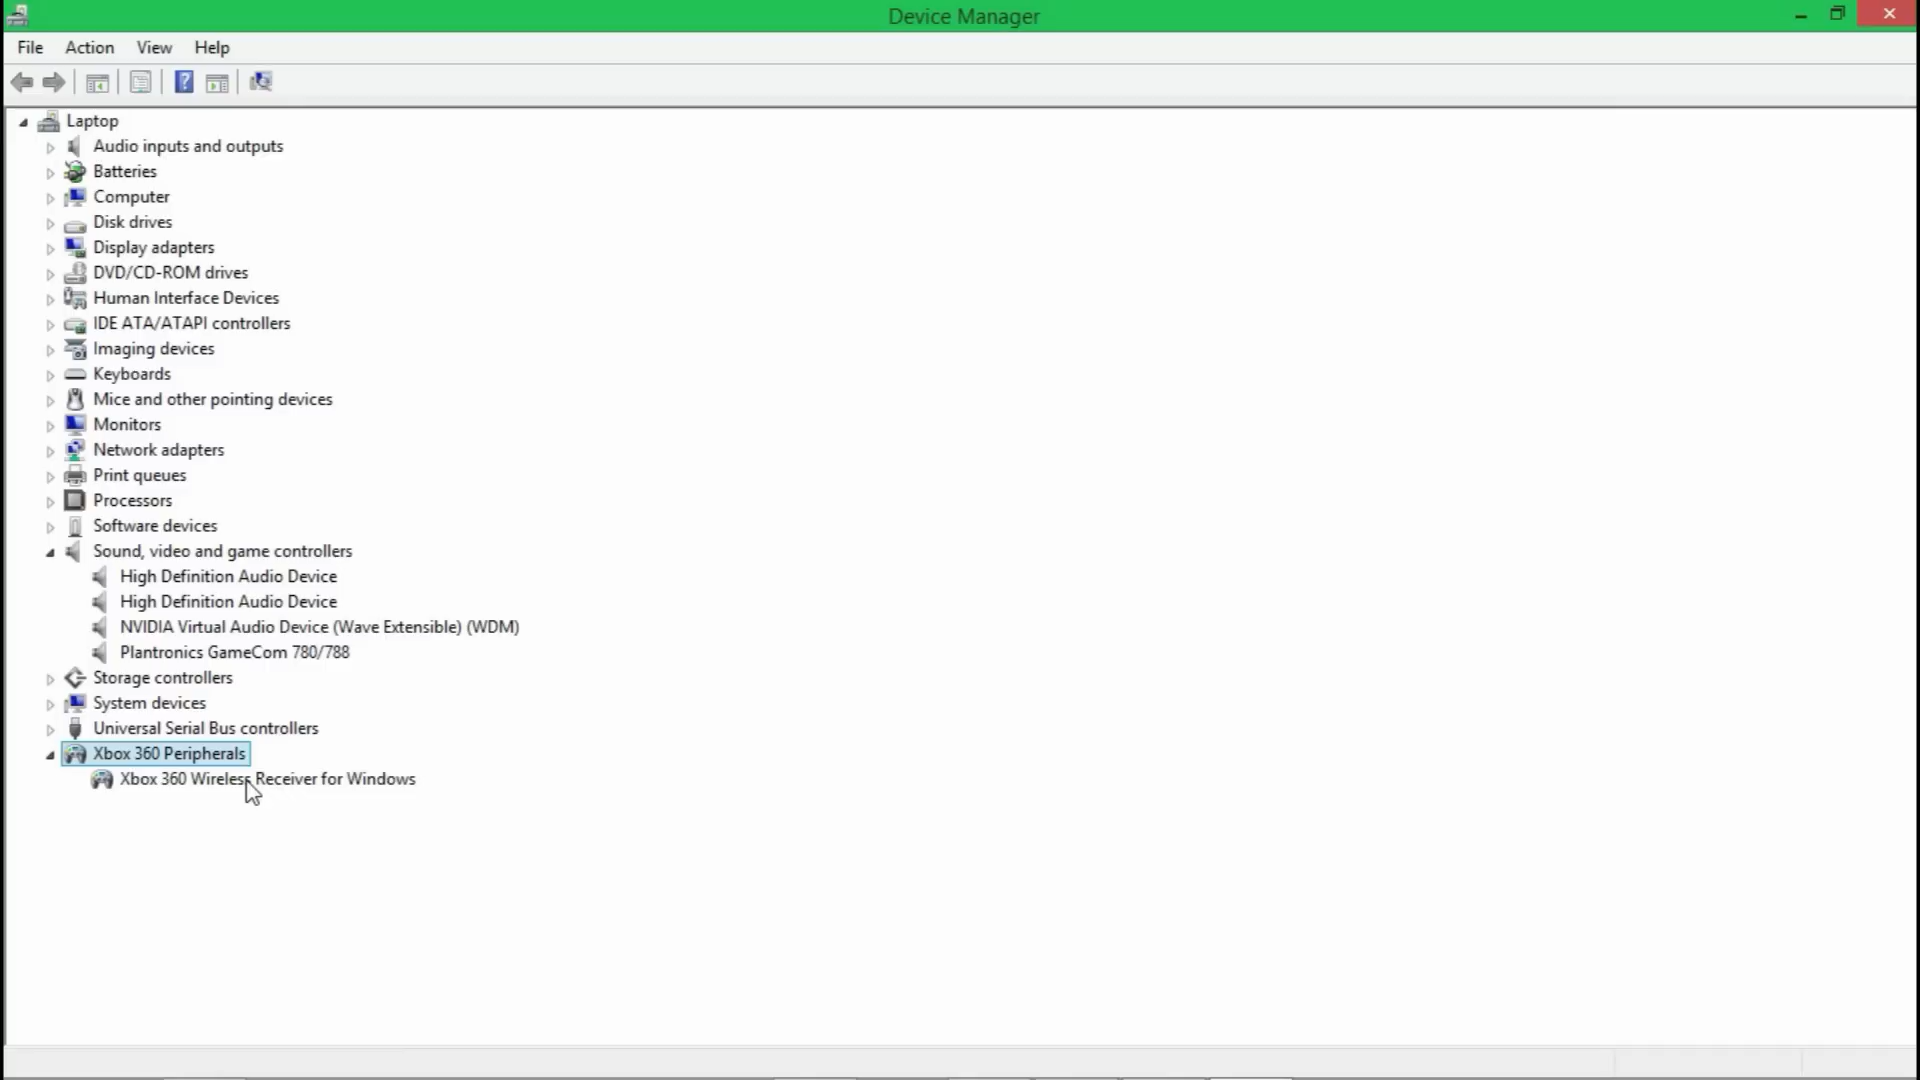 Device Manager
File Action View Help
Laptop
Audio inputs and outputs
Batteries
Computer
Disk drives
Display adapters
DVD/CD-ROM drives
Human Interface Devices
IDE ATA/ATAPI controllers
Imaging devices
Keyboards
Mice and other pointing devices
Monitors
Network adapters
Print queues
Processors
Software devices
Sound, video and game controllers
High Definition Audio Device
High Definition Audio Device
NVIDIA Virtual Audio Device (Wave Extensible) (WDM)
Plantronics GameCom 780/788
Storage controllers
System devices
Universal Serial Bus controllers
Xbox 360 Peripherals
Xbox 360 Wireless Receiver for Windows